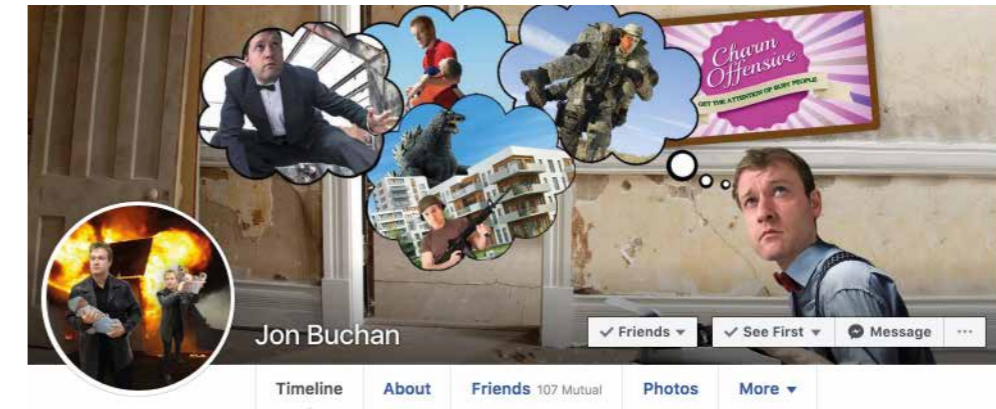 Charm
Offensive
GET THE ATTENTION OF BUSY PEOPLE
Jon Buchan
Friends
See First
Message
Timeline
About
Friends 107 Mutual
Photos
More